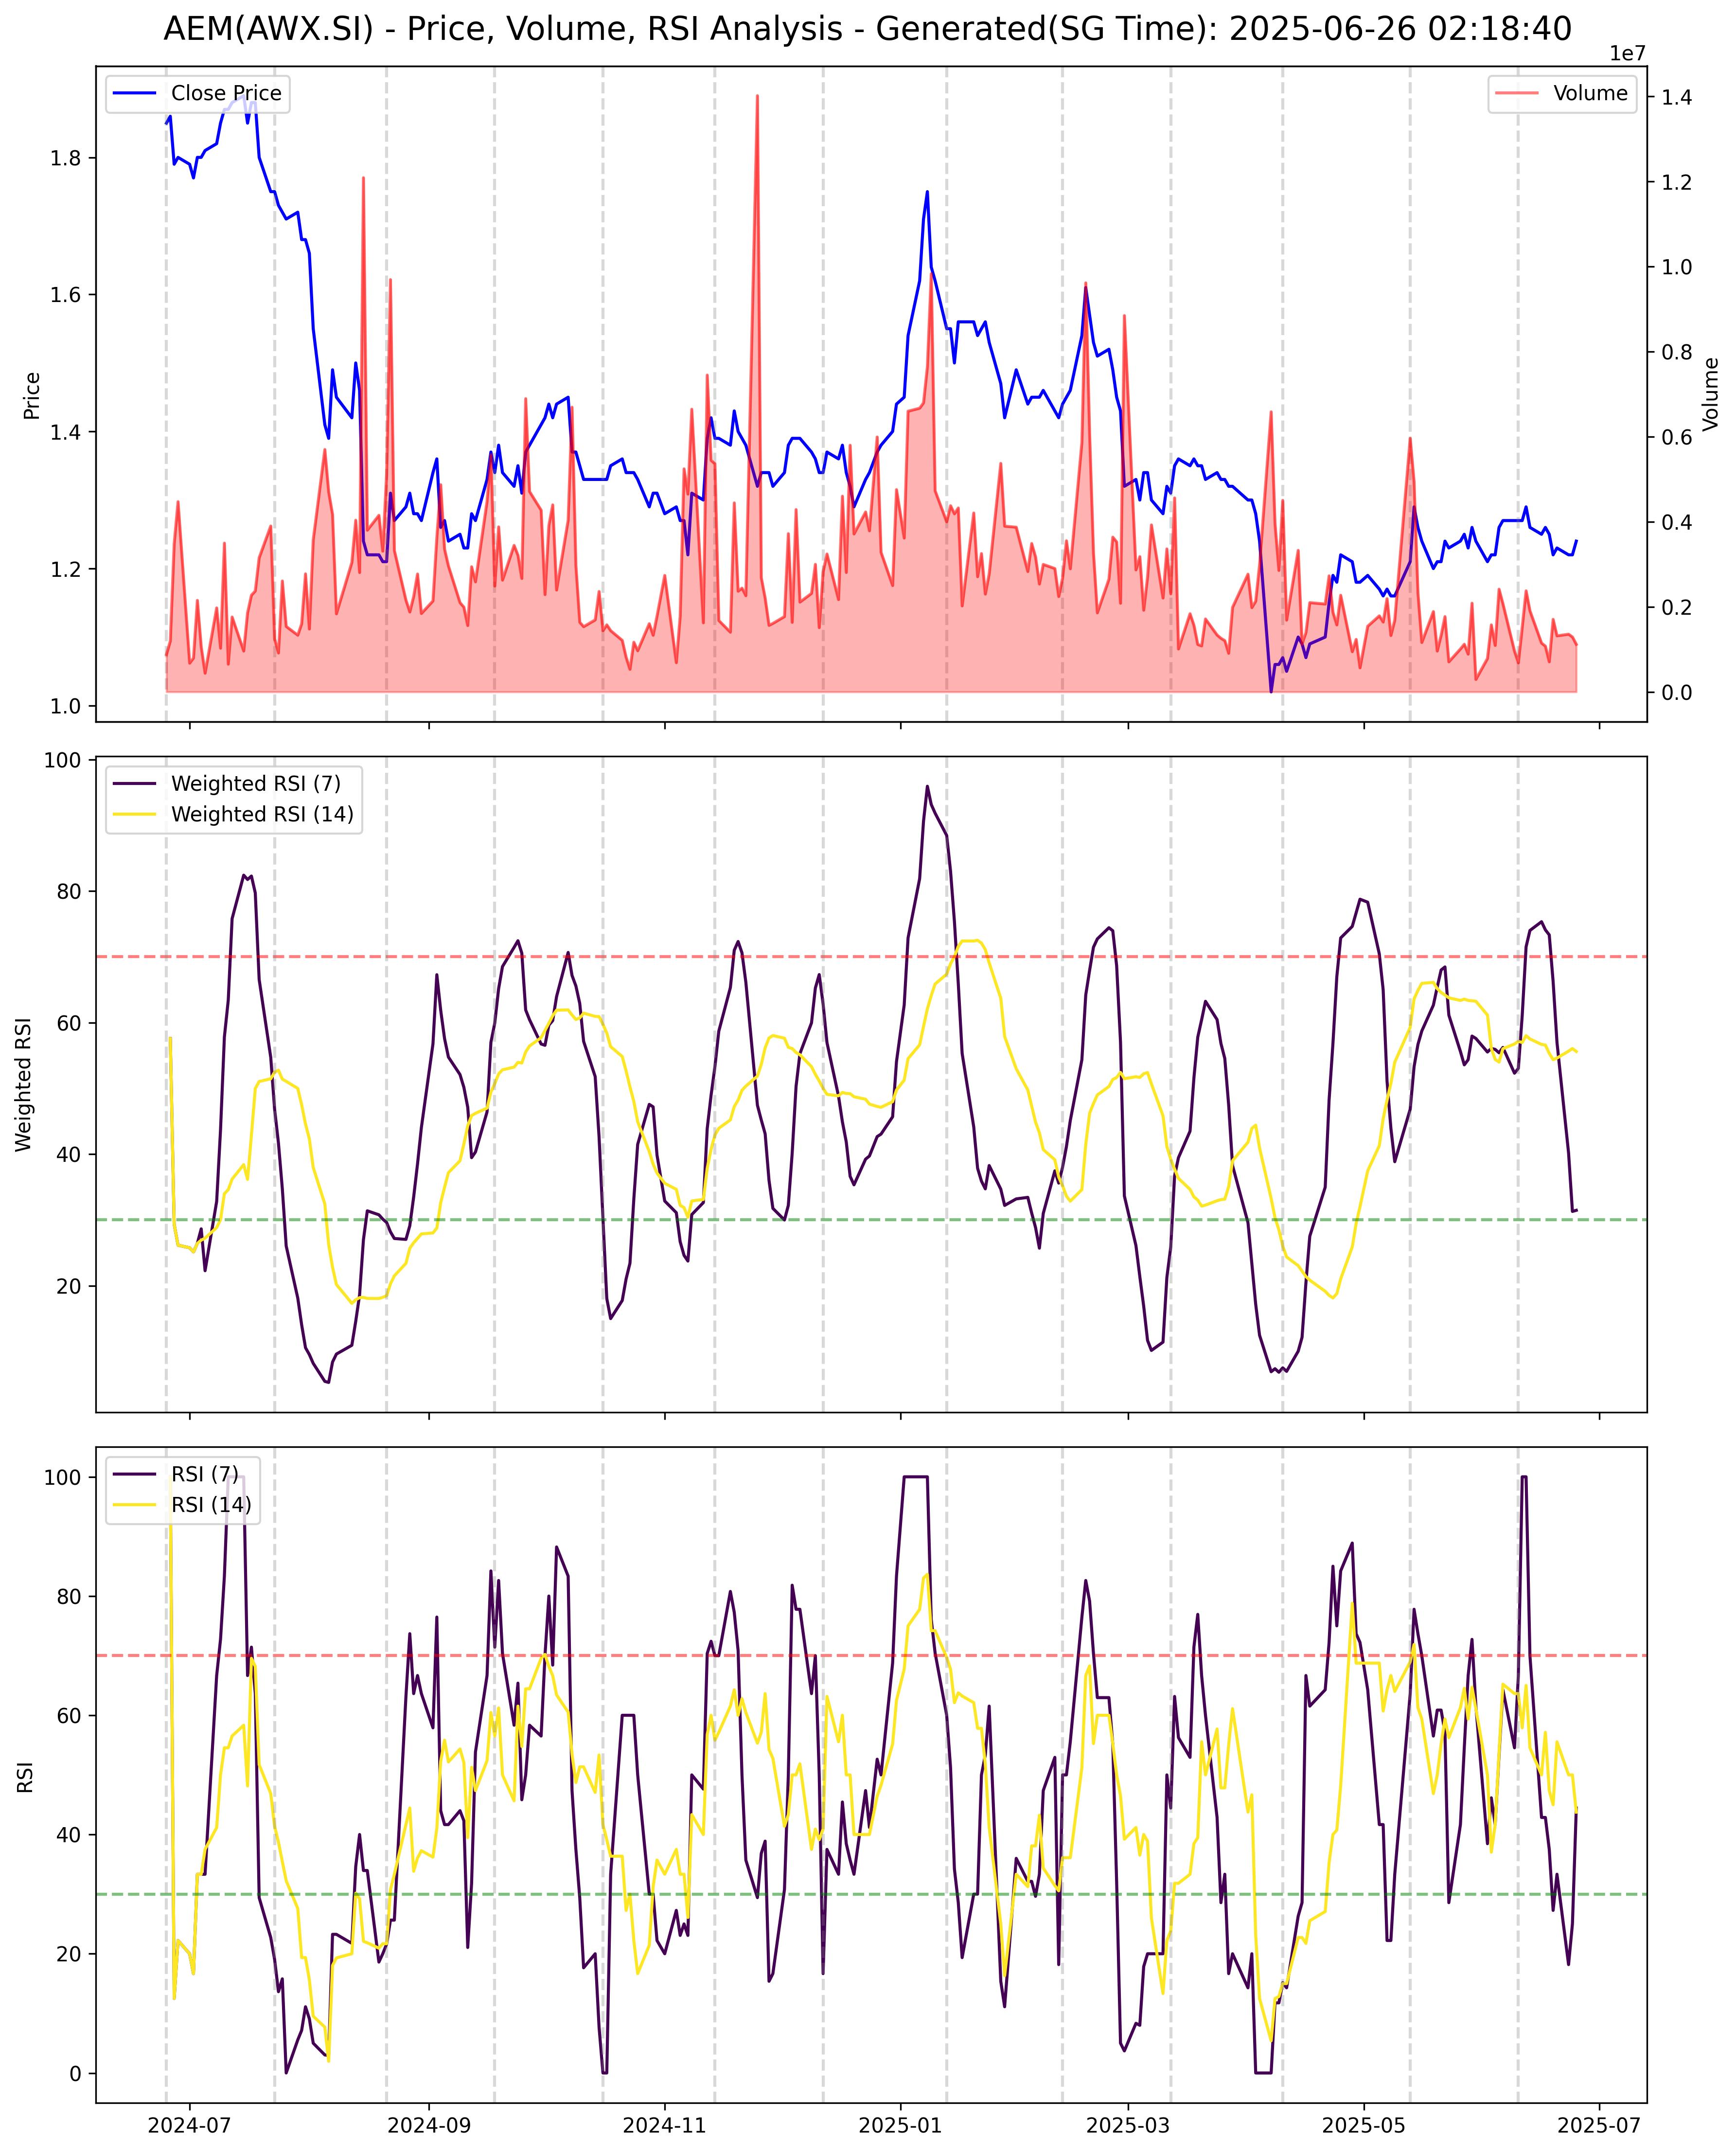 AEM(AWX.SI) - Price, Volume, RSI Analysis - Generated(SG Time): 2025-06-26 02:18:40
1e7
Close Price
Volume
1.8
1.6
1.4
1.2
1.0
Price
1.4
1.2
1.0
0.8
0.6
0.4
0.2
0.0
Volume
Weighted RSI (7)
Weighted RSI (14)
100
80
60
40
20
Weighted RSI
RSI (7)
RSI (14)
100
80
60
40
20
0
RSI
2024-07
2024-09
2024-11
2025-01
2025-03
2025-05
2025-07